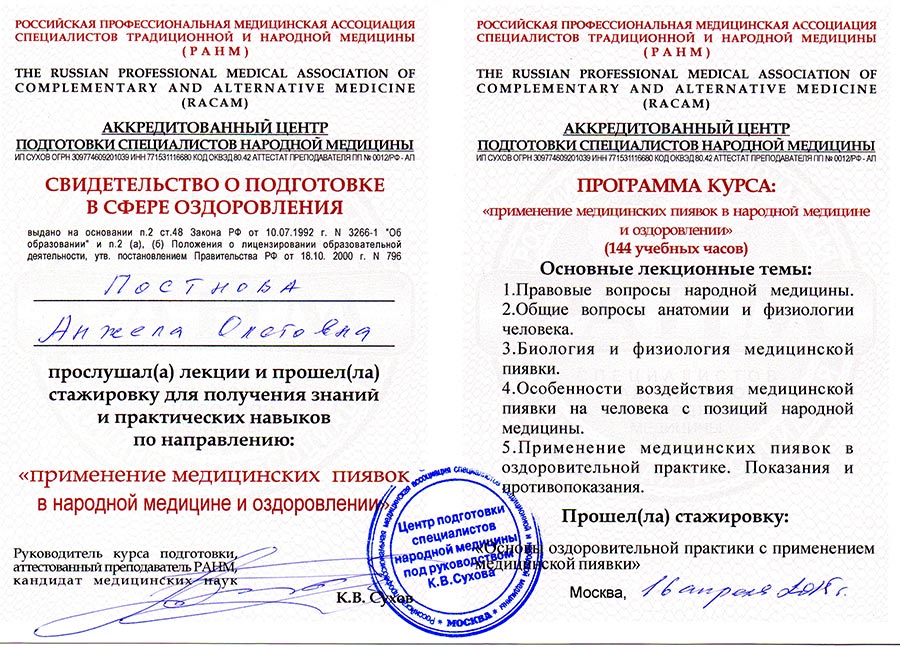 РОССИЙСКАЯ ПРОФЕССИОНАЛЬНАЯ МЕДИЦИНСКАЯ АССОЦИАЦИЯ
СПЕЦИАЛИСТОВ ТРАДИЦИОННОЙ И НАРОДНОЙ МЕДИЦИНЫ
(РАНМ)
THE RUSSIAN PROFESSIONAL MEDICAL ASSOCIATION OF
COMPLEMENTARY AND ALTERNATIVE MEDICINE
(RACAM)
АККРЕДИТОВАННЫЙ ЦЕНТР
ПОДГОТОВКИ СПЕЦИАЛИСТОВ НАРОДНОЙ МЕДИЦИНЫ
ИП СУХОВ ОГРН 309774609201039 ИНН 771531116680 КОД ОКВЭД 80.42 АТТЕСТАТ ПРЕПОДАВАТЕЛЯ ПП № 0012/РФ - АЛ
СВИДЕТЕЛЬСТВО О ПОДГОТОВКЕ
В СФЕРЕ ОЗДОРОВЛЕНИЯ
выдано на основании п.2 ст.48 Закона РФ от 10.07.1992 г. N 3266-1 "Об
образовании" и п.2 (а), (б) Положения о лицензировании образовательной
деятельности, утв. постановлением Правительства РФ от 18.10. 2000 г. N 796
Постнова
Анжела Олеговна
прослушал(а) лекции и прошел(ла)
стажировку для получения знаний
и практических навыков
по направлению:
«применение медицинских пиявок
в народной медицине и оздоровлении»
Руководитель курса подготовки,
аттестованный преподаватель РАНМ,
кандидат медицинских наук
К.В. Сухов
Центр подготовки
специалистов
народной медицины
под руководством
К.В.Сухова
* МОСКВА *
РОССИЙСКАЯ ПРОФЕССИОНАЛЬНАЯ МЕДИЦИНСКАЯ АССОЦИАЦИЯ
СПЕЦИАЛИСТОВ ТРАДИЦИОННОЙ И НАРОДНОЙ МЕДИЦИНЫ
(РАНМ)
THE RUSSIAN PROFESSIONAL MEDICAL ASSOCIATION OF
COMPLEMENTARY AND ALTERNATIVE MEDICINE
(RACAM)
АККРЕДИТОВАННЫЙ ЦЕНТР
ПОДГОТОВКИ СПЕЦИАЛИСТОВ НАРОДНОЙ МЕДИЦИНЫ
ИП СУХОВ ОГРН 309774609201039 ИНН 771531116680 КОД ОКВЭД 80.42 АТТЕСТАТ ПРЕПОДАВАТЕЛЯ ПП № 0012/РФ - АЛ
ПРОГРАММА КУРСА:
«применение медицинских пиявок в народной медицине
и оздоровлении»
(144 учебных часов)
Основные лекционные темы:
1.Правовые вопросы народной медицины.
2.Общие вопросы анатомии и физиологии
человека.
3.Биология и физиология медицинской
пиявки.
4.Особенности воздействия медицинской
пиявки на человека с позиций народной
медицины.
5.Применение медицинских пиявок в
оздоровительной практике. Показания и
противопоказания.
Прошел(ла) стажировку:
«Основы оздоровительной практики с применением
медицинской пиявки»
Москва, 16 апреля 2015 г.